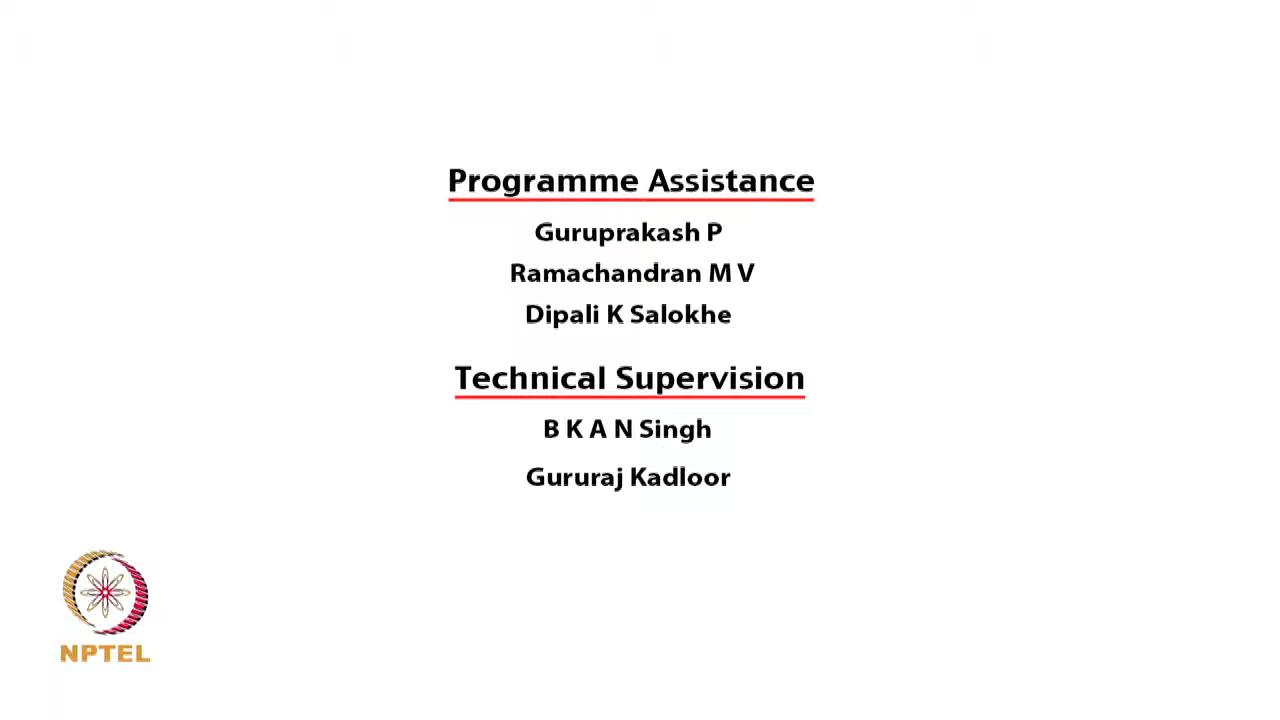 Programme Assistance
Guruprakash P
Ramachandran M V
Dipali K Salokhe
Technical Supervision
B K A N Singh
Gururaj Kadloor
NPTEL